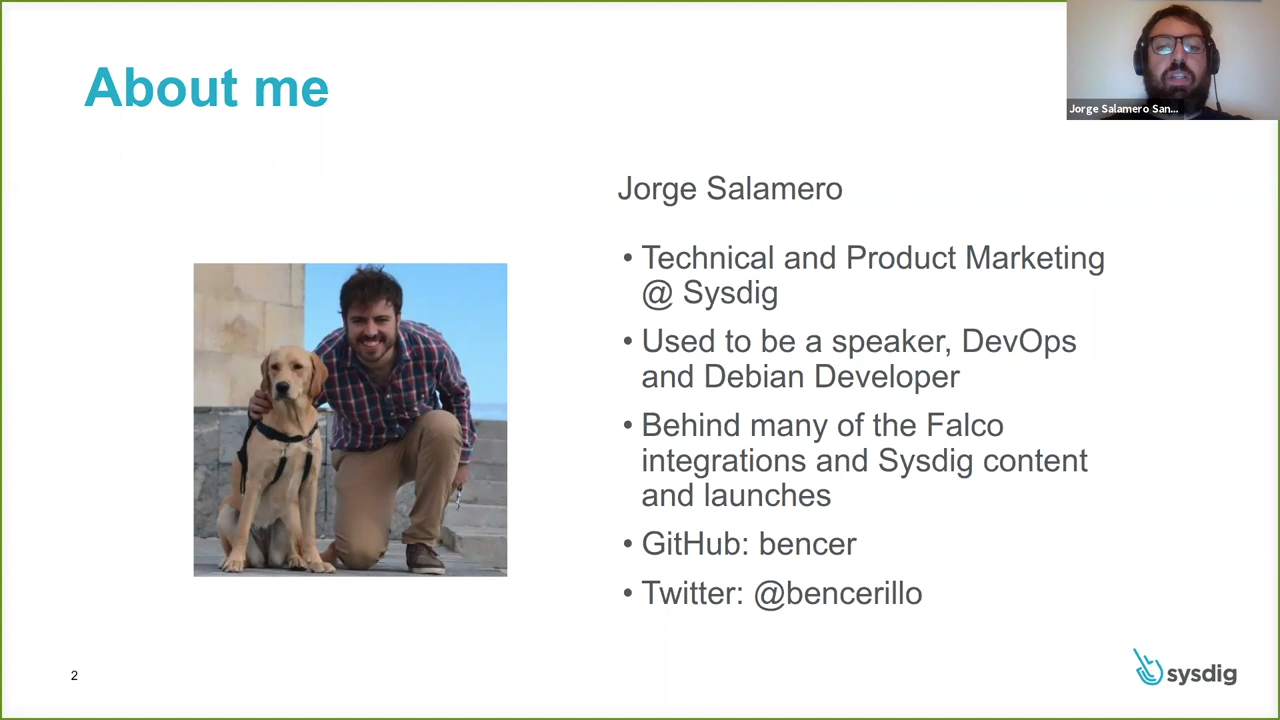 About me
Jorge Salamero San...
Jorge Salamero
• Technical and Product Marketing
@ Sysdig
• Used to be a speaker, DevOps
and Debian Developer
• Behind many of the Falco
integrations and Sysdig content
and launches
• GitHub: bencer
• Twitter: @bencerillo
2
sysdig